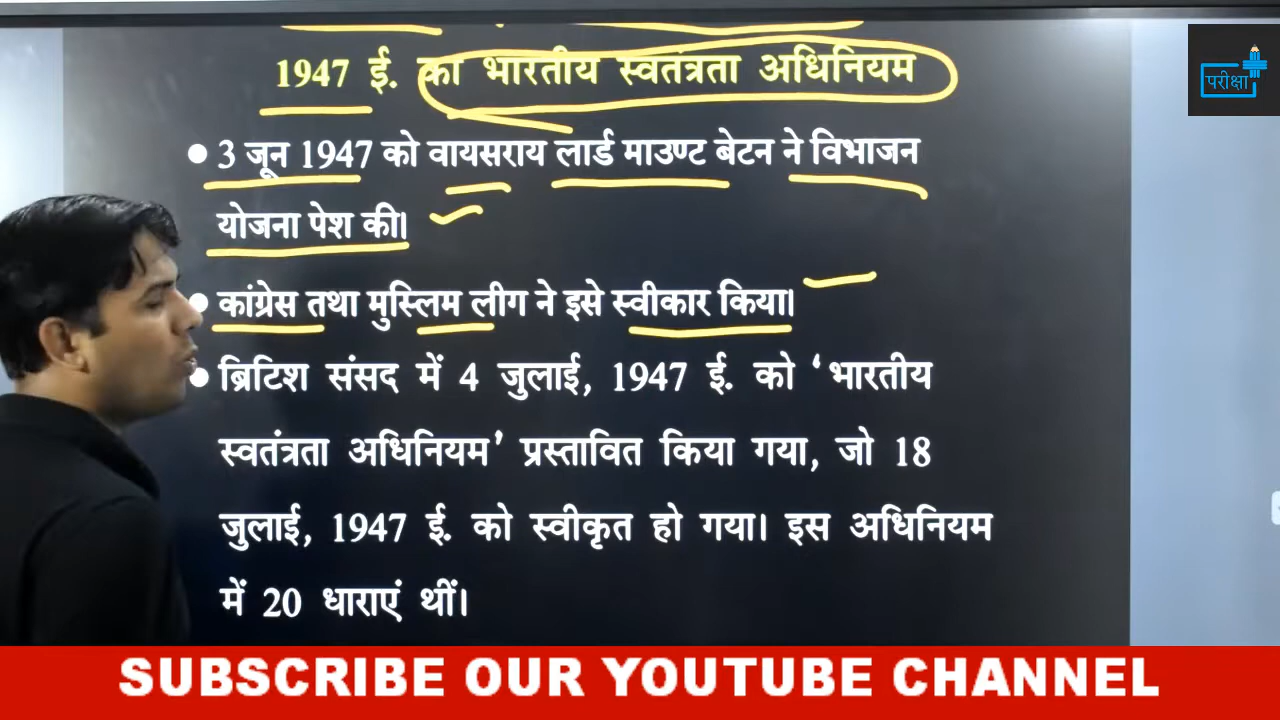 परीक्षा
1947 ई. का भारतीय स्वतंत्रता अधिनियम
3 जून 1947 को वायसराय लार्ड माउण्ट बेटन ने विभाजन
योजना पेश की।
कांग्रेस तथा मुस्लिम लीग ने इसे स्वीकार किया।
ब्रिटिश संसद में 4 जुलाई, 1947 ई. को ‘भारतीय
स्वतंत्रता अधिनियम’ प्रस्तावित किया गया, जो 18
जुलाई, 1947 ई. को स्वीकृत हो गया। इस अधिनियम
में 20 धाराएं थीं।
SUBSCRIBE OUR YOUTUBE CHANNEL